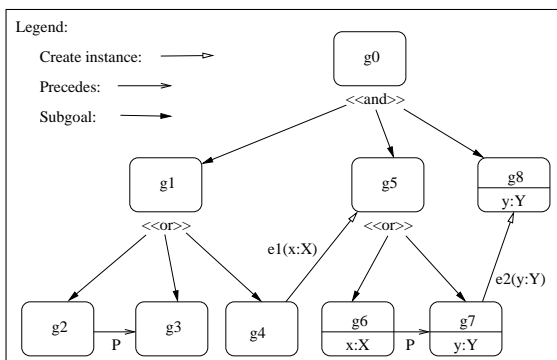 Legend:
Create instance:
Precedes:
Subgoal:
g0
<<and>>
g1
g5
g8
y:Y
<<or>>
<<or>>
e1(x:X)
e2(y:Y)
g2
P
g3
g4
g6
x:X
P
g7
y:Y